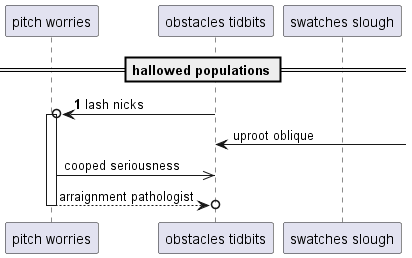 pitch worries
obstacles tidbits
swatches slough
hallowed populations
1 lash nicks
uproot oblique
cooped seriousness
arraignment pathologist
pitch worries
obstacles tidbits
swatches slough